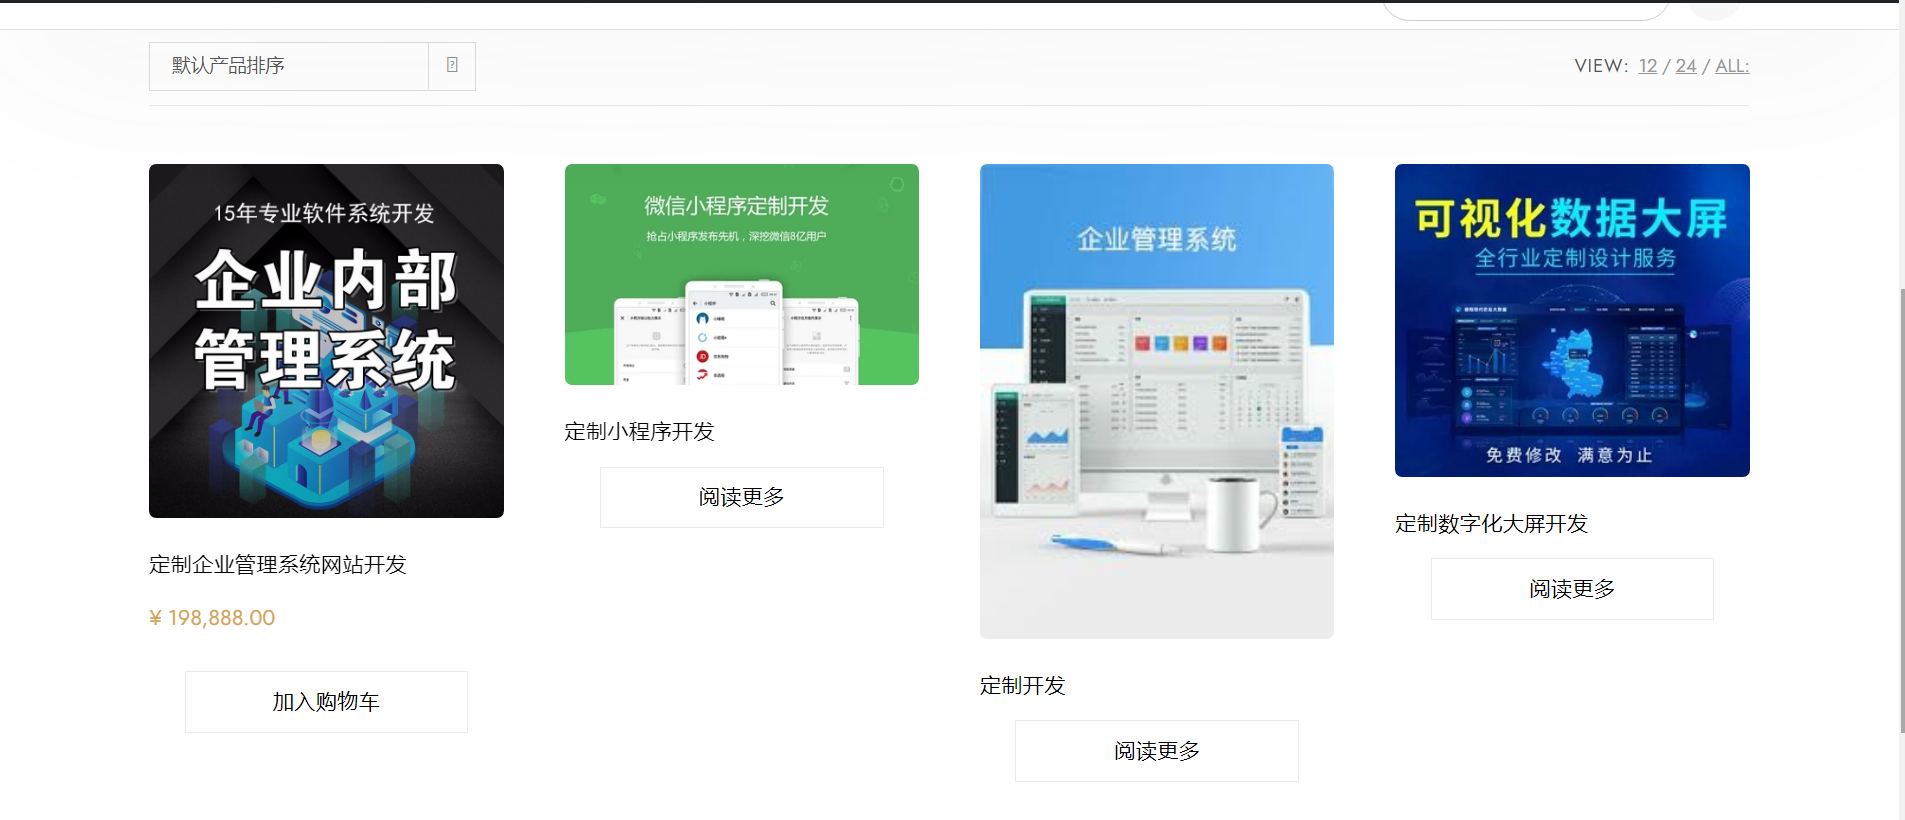 默认产品排序
VIEW: 12 / 24 / ALL:
15年专业软件系统开发
企业内部
管理系统
定制企业管理系统网站开发
¥ 198,888.00
加入购物车
微信小程序定制开发
抢占小程序发布先机，深挖微信8亿用户
小程序
定制小程序开发
阅读更多
企业管理系统
定制开发
阅读更多
可视化数据大屏
全行业定制设计服务
免费修改 满意为止
定制数字化大屏开发
阅读更多